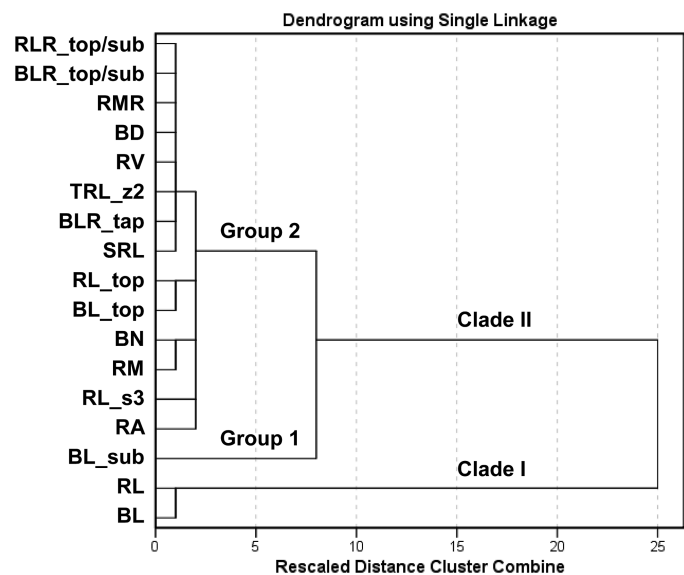 Dendrogram using Single Linkage
RLR_top/sub
BLR_top/sub
RMR
BD
RV
TRL_z2
BLR_tap
SRL
RL_top
BL_top
BN
RM
RL_s3
RA
BL_sub
RL
BL
Group 2
Clade II
Group 1
Clade I
0 5 10 15 20 25
Rescaled Distance Cluster Combine